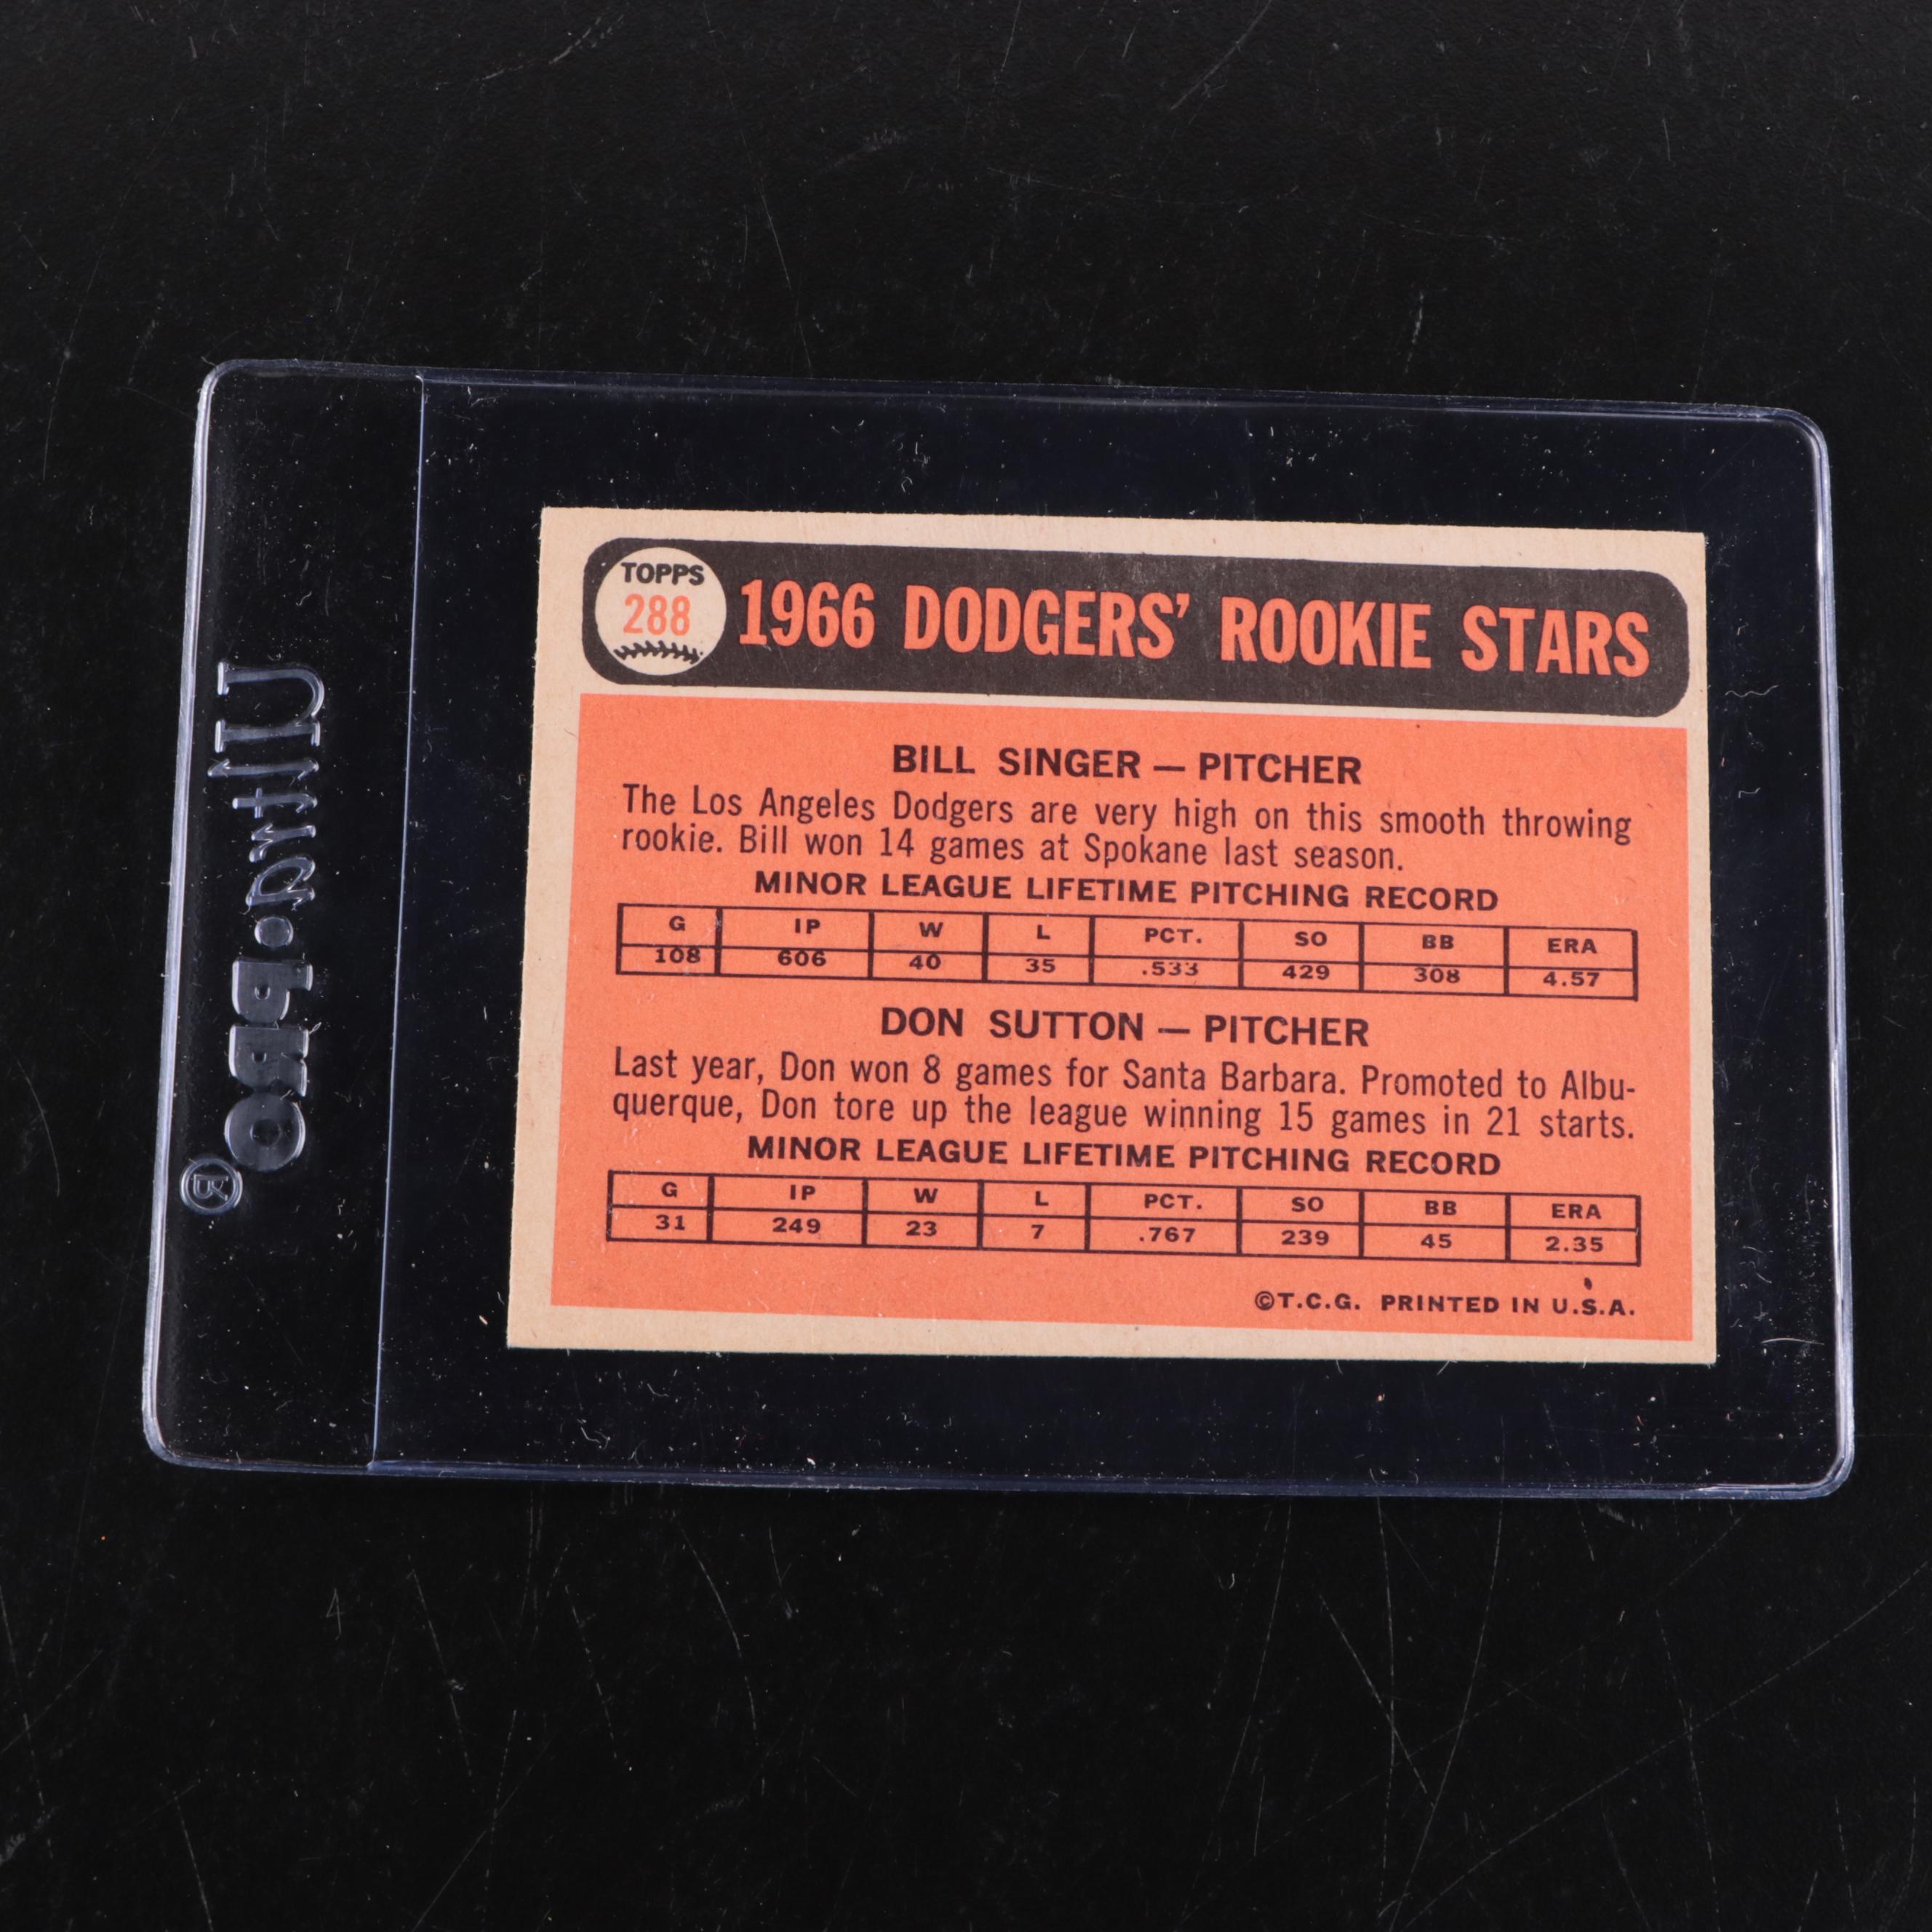 TOPPS
288
1966 DODGERS' ROOKIE STARS
BILL SINGER — PITCHER
The Los Angeles Dodgers are very high on this smooth throwing
rookie. Bill won 14 games at Spokane last season.
MINOR LEAGUE LIFETIME PITCHING RECORD
G IP W L PCT. SO BB ERA
108 606 40 35 .533 429 308 4.57
DON SUTTON — PITCHER
Last year, Don won 8 games for Santa Barbara. Promoted to Albu-
querque, Don tore up the league winning 15 games in 21 starts.
MINOR LEAGUE LIFETIME PITCHING RECORD
G IP W L PCT. SO BB ERA
31 249 23 7 .767 239 45 2.35
©T.C.G. PRINTED IN U.S.A.
Ultra·PRO®